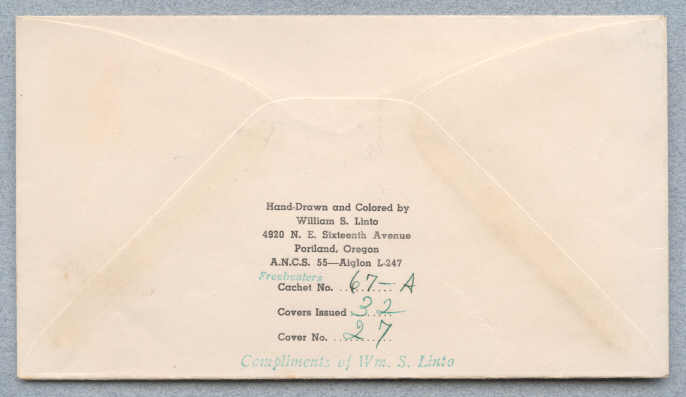 Hand-Drawn and Colored by
William S. Linto
4920 N. E. Sixteenth Avenue
Portland, Oregon
A.N.C.S. 55—Aiglon L-247
Freebooters
Cachet No. ........... 67-A
Covers Issued 32
Cover No. ............ 27
Compliments of Wm. S. Linto